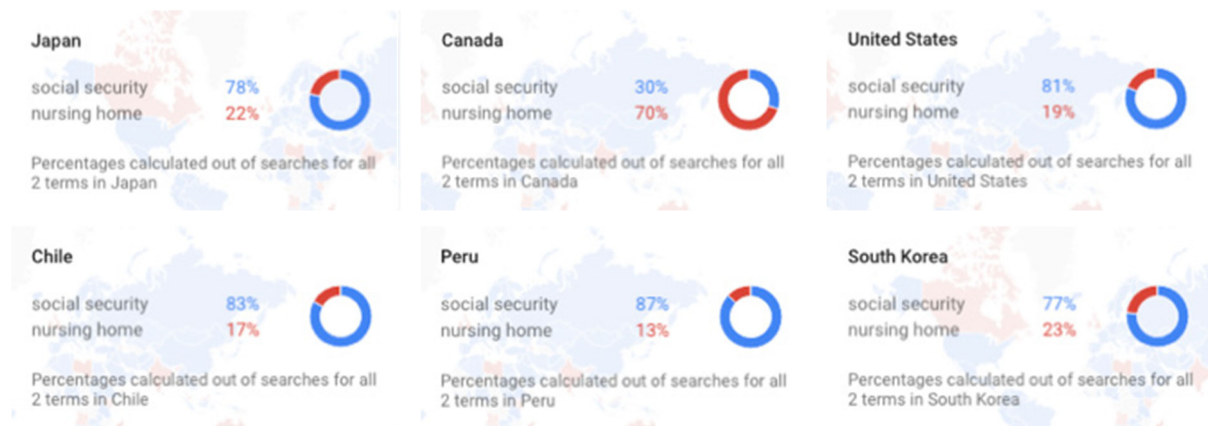 Japan
social security 78%
nursing home 22%
Percentages calculated out of searches for all
2 terms in Japan
Canada
social security 30%
nursing home 70%
Percentages calculated out of searches for all
2 terms in Canada
United States
social security 81%
nursing home 19%
Percentages calculated out of searches for all
2 terms in United States
Chile
social security 83%
nursing home 17%
Percentages calculated out of searches for all
2 terms in Chile
Peru
social security 87%
nursing home 13%
Percentages calculated out of searches for all
2 terms in Peru
South Korea
social security 77%
nursing home 23%
Percentages calculated out of searches for all
2 terms in South Korea